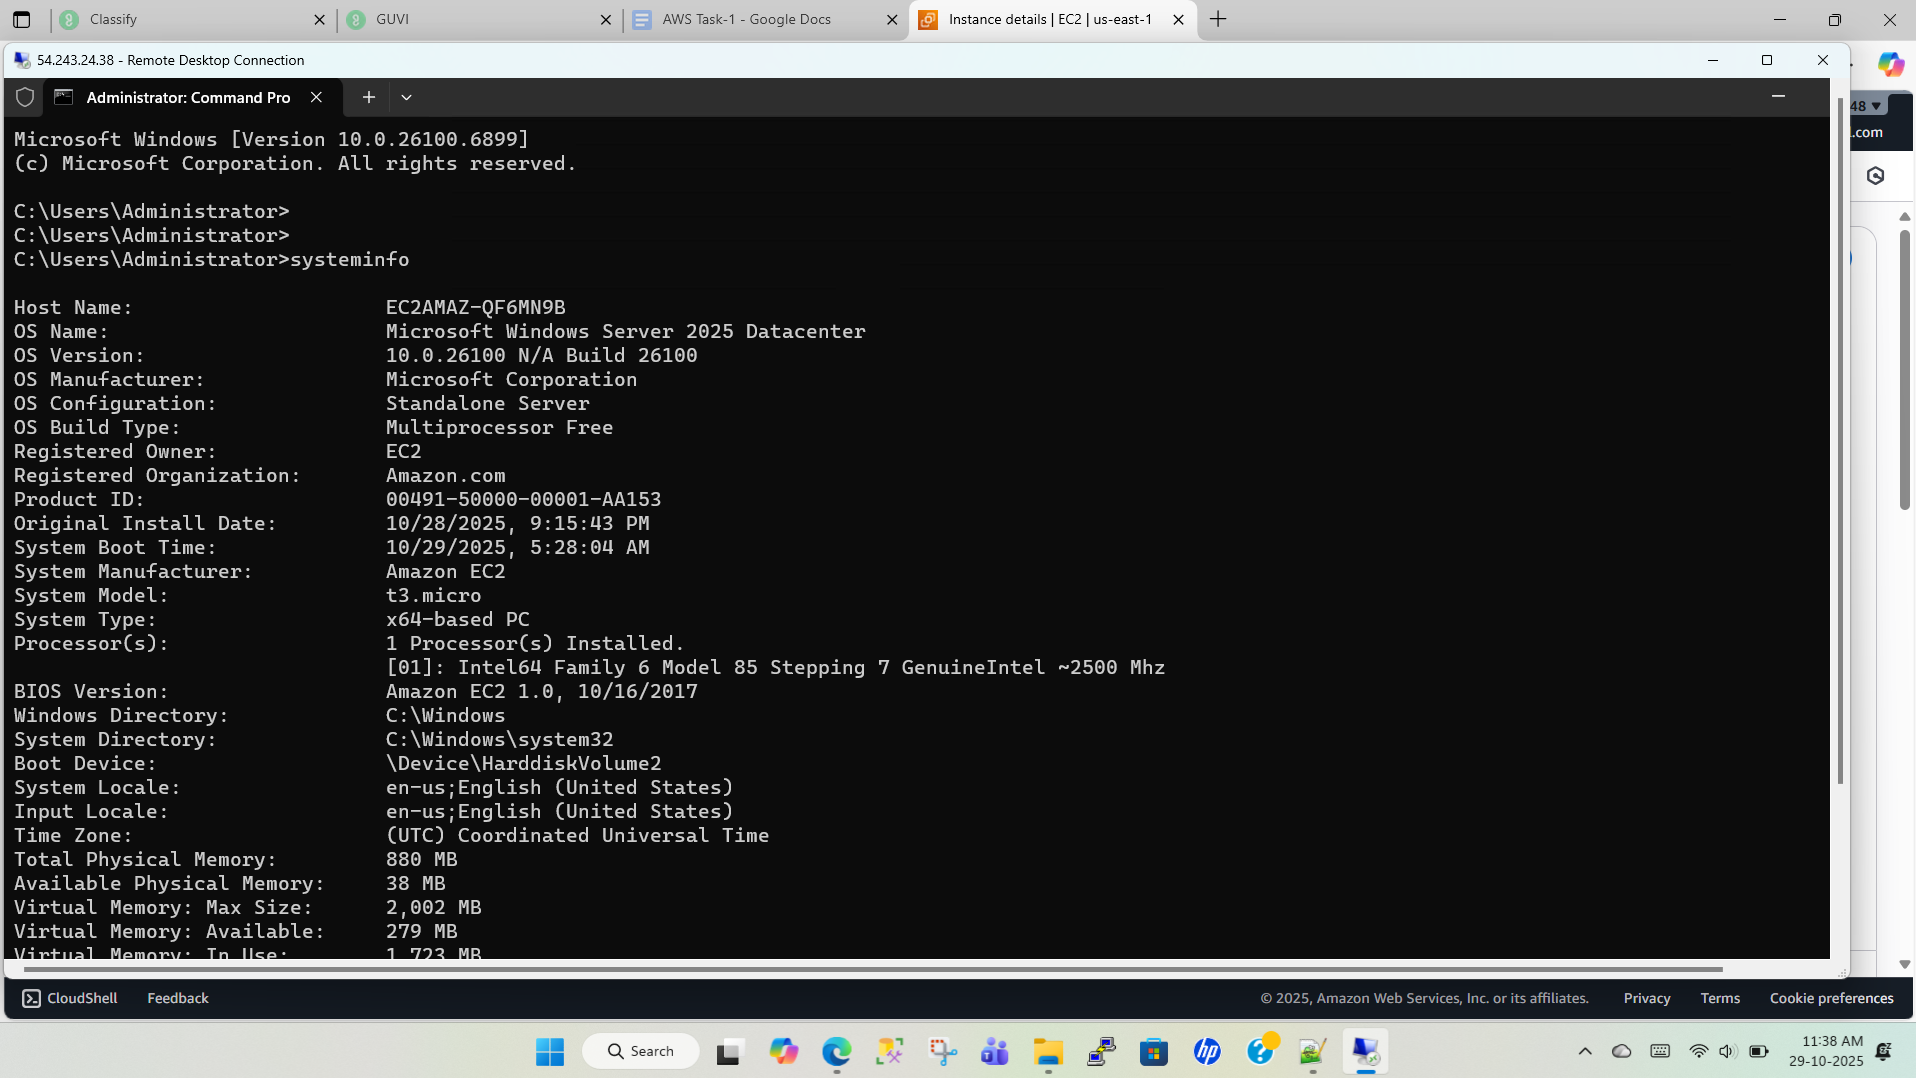 Classify
GUVI
AWS Task-1 - Google Docs
Instance details | EC2 | us-east-1
54.243.24.38 - Remote Desktop Connection
Administrator: Command Pro
48
.com
Microsoft Windows [Version 10.0.26100.6899]
(c) Microsoft Corporation. All rights reserved.
C:\Users\Administrator>
C:\Users\Administrator>
C:\Users\Administrator>systeminfo
Host Name: EC2AMAZ-QF6MN9B
OS Name: Microsoft Windows Server 2025 Datacenter
OS Version: 10.0.26100 N/A Build 26100
OS Manufacturer: Microsoft Corporation
OS Configuration: Standalone Server
OS Build Type: Multiprocessor Free
Registered Owner: EC2
Registered Organization: Amazon.com
Product ID: 00491-50000-00001-AA153
Original Install Date: 10/28/2025, 9:15:43 PM
System Boot Time: 10/29/2025, 5:28:04 AM
System Manufacturer: Amazon EC2
System Model: t3.micro
System Type: x64-based PC
Processor(s): 1 Processor(s) Installed.
[01]: Intel64 Family 6 Model 85 Stepping 7 GenuineIntel ~2500 Mhz
BIOS Version: Amazon EC2 1.0, 10/16/2017
Windows Directory: C:\Windows
System Directory: C:\Windows\system32
Boot Device: \Device\HarddiskVolume2
System Locale: en-us;English (United States)
Input Locale: en-us;English (United States)
Time Zone: (UTC) Coordinated Universal Time
Total Physical Memory: 880 MB
Available Physical Memory: 38 MB
Virtual Memory: Max Size: 2,002 MB
Virtual Memory: Available: 279 MB
Virtual Memory: In Use: 1,723 MB
CloudShell Feedback © 2025, Amazon Web Services, Inc. or its affiliates. Privacy Terms Cookie preferences
Search
11:38 AM
29-10-2025